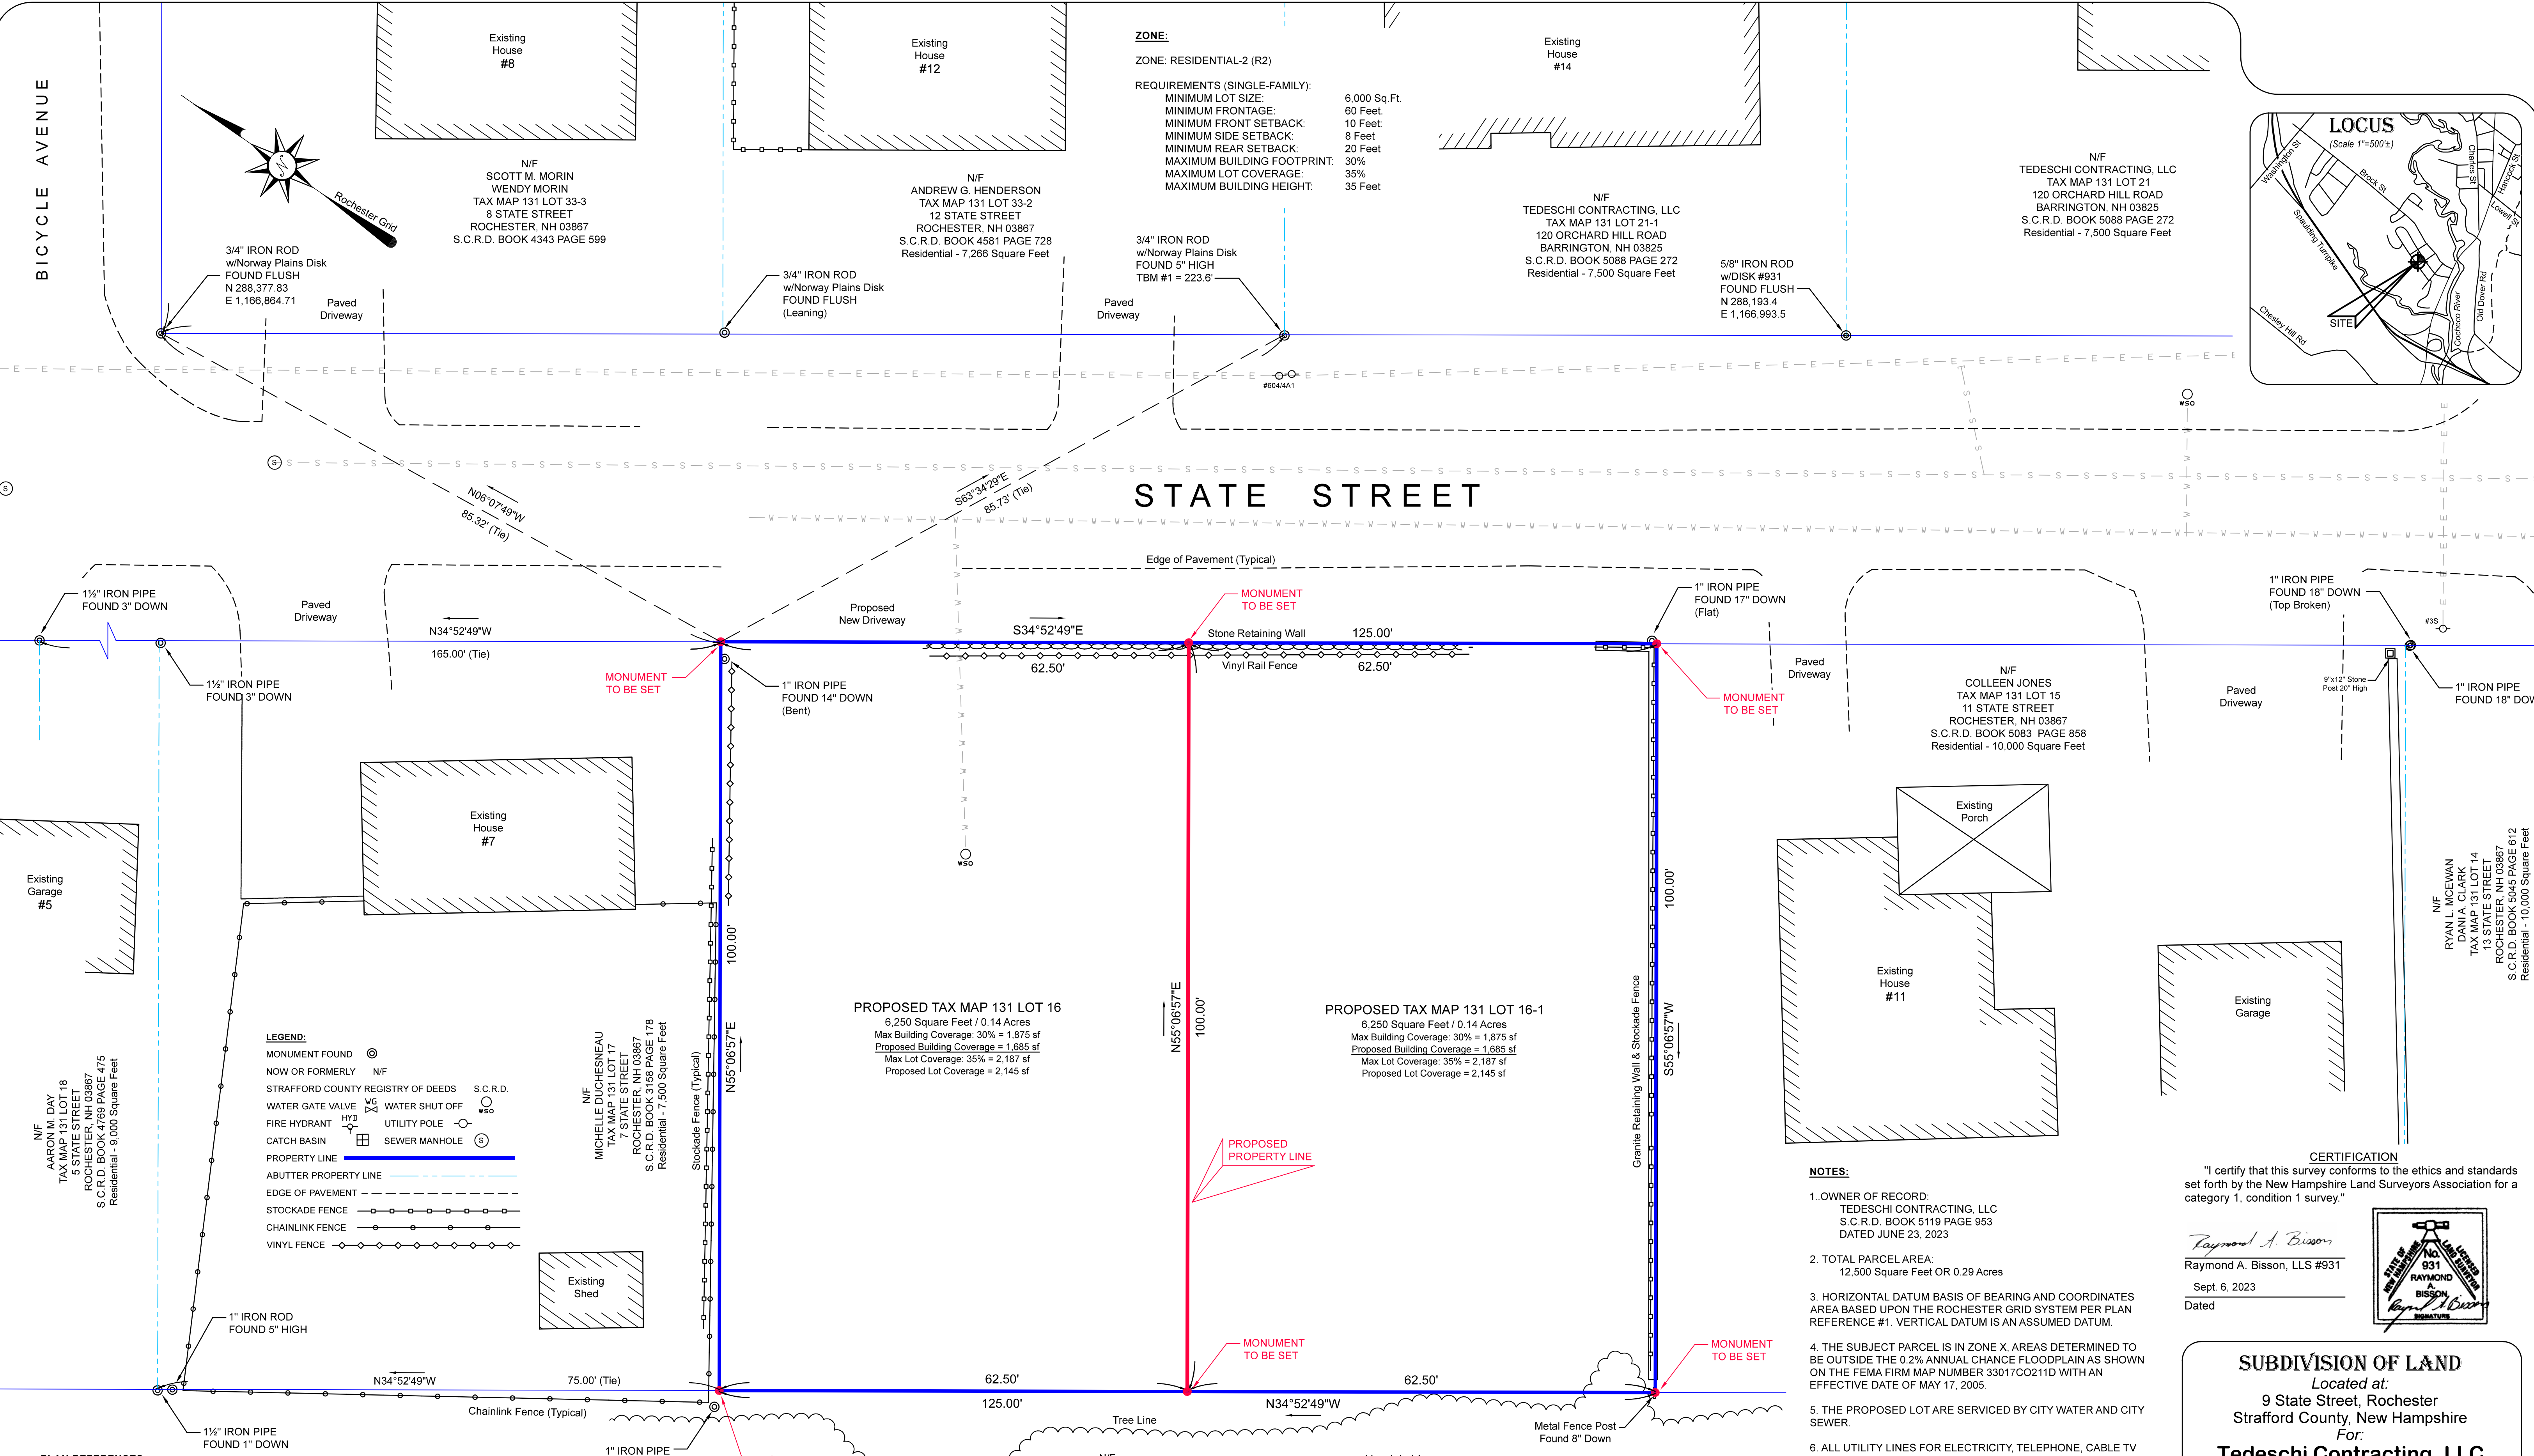 BICYCLE AVENUE
Existing
House
#8
Existing
House
#12
Existing
House
#14
ZONE:
ZONE: RESIDENTIAL-2 (R2)
REQUIREMENTS (SINGLE-FAMILY):
MINIMUM LOT SIZE: 6,000 Sq.Ft.
MINIMUM FRONTAGE: 60 Feet.
MINIMUM FRONT SETBACK: 10 Feet.
MINIMUM SIDE SETBACK: 8 Feet
MINIMUM REAR SETBACK: 20 Feet
MAXIMUM BUILDING FOOTPRINT: 30%
MAXIMUM LOT COVERAGE: 35%
MAXIMUM BUILDING HEIGHT: 35 Feet
N
Rochester Grid
N/F
SCOTT M. MORIN
WENDY MORIN
TAX MAP 131 LOT 33-3
8 STATE STREET
ROCHESTER, NH 03867
S.C.R.D. BOOK 4343 PAGE 599
N/F
ANDREW G. HENDERSON
TAX MAP 131 LOT 33-2
12 STATE STREET
ROCHESTER, NH 03867
S.C.R.D. BOOK 4581 PAGE 728
Residential - 7,266 Square Feet
N/F
TEDESCHI CONTRACTING, LLC
TAX MAP 131 LOT 21-1
120 ORCHARD HILL ROAD
BARRINGTON, NH 03825
S.C.R.D. BOOK 5088 PAGE 272
Residential - 7,500 Square Feet
N/F
TEDESCHI CONTRACTING, LLC
TAX MAP 131 LOT 21
120 ORCHARD HILL ROAD
BARRINGTON, NH 03825
S.C.R.D. BOOK 5088 PAGE 272
Residential - 7,500 Square Feet
LOCUS
(Scale 1"=500'±)
Washington St
Brock St
Charles St
Hancock St
Lowell St
Spaulding Turnpike
Chesley Hill Rd
Cocheco River
Old Dover Rd
SITE
3/4" IRON ROD
w/Norway Plains Disk
FOUND FLUSH
N 288,377.83
E 1,166,864.71
Paved
Driveway
3/4" IRON ROD
w/Norway Plains Disk
FOUND FLUSH
(Leaning)
3/4" IRON ROD
w/Norway Plains Disk
FOUND 5" HIGH
TBM #1 = 223.6'
Paved
Driveway
5/8" IRON ROD
w/DISK #931
FOUND FLUSH
N 288,193.4
E 1,166,993.5
#604/4A1
WSO
S
S
N06°07'49"W
85.32' (Tie)
S63°34'29"E
85.73' (Tie)
STATE STREET
Edge of Pavement (Typical)
1½" IRON PIPE
FOUND 3" DOWN
Paved
Driveway
N34°52'49"W
165.00' (Tie)
1½" IRON PIPE
FOUND 3" DOWN
MONUMENT
TO BE SET
1" IRON PIPE
FOUND 14" DOWN
(Bent)
Proposed
New Driveway
S34°52'49"E
Stone Retaining Wall
125.00'
62.50'
Vinyl Rail Fence
62.50'
MONUMENT
TO BE SET
1" IRON PIPE
FOUND 17" DOWN
(Flat)
MONUMENT
TO BE SET
Paved
Driveway
N/F
COLLEEN JONES
TAX MAP 131 LOT 15
11 STATE STREET
ROCHESTER, NH 03867
S.C.R.D. BOOK 5083 PAGE 858
Residential - 10,000 Square Feet
Paved
Driveway
1" IRON PIPE
FOUND 18" DOWN
(Top Broken)
#3S
9"x12" Stone
Post 20" High
1" IRON PIPE
FOUND 18" DOW
Existing
Garage
#5
Existing
House
#7
WSO
Existing
Porch
Existing
House
#11
Existing
Garage
N/F
RYAN L. MCEWAN
DANI A. CLARK
TAX MAP 131 LOT 14
13 STATE STREET
ROCHESTER, NH 03867
S.C.R.D. BOOK 5045 PAGE 612
Residential - 10,000 Square Feet
N/F
AARON M. DAY
TAX MAP 131 LOT 18
5 STATE STREET
ROCHESTER, NH 03867
S.C.R.D. BOOK 4769 PAGE 475
Residential - 9,000 Square Feet
LEGEND:
MONUMENT FOUND
NOW OR FORMERLY N/F
STRAFFORD COUNTY REGISTRY OF DEEDS S.C.R.D.
WATER GATE VALVE WG WATER SHUT OFF WSO
FIRE HYDRANT HYD UTILITY POLE
CATCH BASIN SEWER MANHOLE S
PROPERTY LINE
ABUTTER PROPERTY LINE
EDGE OF PAVEMENT
STOCKADE FENCE
CHAINLINK FENCE
VINYL FENCE
N/F
MICHELLE DUCHESNEAU
TAX MAP 131 LOT 17
7 STATE STREET
ROCHESTER, NH 03867
S.C.R.D. BOOK 3158 PAGE 178
Residential - 7,500 Square Feet
Stockade Fence (Typical)
N55°06'57"E
100.00'
PROPOSED TAX MAP 131 LOT 16
6,250 Square Feet / 0.14 Acres
Max Building Coverage: 30% = 1,875 sf
Proposed Building Coverage = 1,685 sf
Max Lot Coverage: 35% = 2,187 sf
Proposed Lot Coverage = 2,145 sf
N55°06'57"E
100.00'
PROPOSED TAX MAP 131 LOT 16-1
6,250 Square Feet / 0.14 Acres
Max Building Coverage: 30% = 1,875 sf
Proposed Building Coverage = 1,685 sf
Max Lot Coverage: 35% = 2,187 sf
Proposed Lot Coverage = 2,145 sf
Granite Retaining Wall & Stockade Fence
100.00'
S55°06'57"W
PROPOSED
PROPERTY LINE
Existing
Shed
1" IRON ROD
FOUND 5" HIGH
N34°52'49"W
75.00' (Tie)
Chainlink Fence (Typical)
1½" IRON PIPE
FOUND 1" DOWN
1" IRON PIPE
62.50'
125.00'
MONUMENT
TO BE SET
62.50'
N34°52'49"W
Tree Line
MONUMENT
TO BE SET
Metal Fence Post
Found 8" Down
NOTES:
1..OWNER OF RECORD:
TEDESCHI CONTRACTING, LLC
S.C.R.D. BOOK 5119 PAGE 953
DATED JUNE 23, 2023
2. TOTAL PARCEL AREA:
12,500 Square Feet OR 0.29 Acres
3. HORIZONTAL DATUM BASIS OF BEARING AND COORDINATES
AREA BASED UPON THE ROCHESTER GRID SYSTEM PER PLAN
REFERENCE #1. VERTICAL DATUM IS AN ASSUMED DATUM.
4. THE SUBJECT PARCEL IS IN ZONE X, AREAS DETERMINED TO
BE OUTSIDE THE 0.2% ANNUAL CHANCE FLOODPLAIN AS SHOWN
ON THE FEMA FIRM MAP NUMBER 33017CO211D WITH AN
EFFECTIVE DATE OF MAY 17, 2005.
5. THE PROPOSED LOT ARE SERVICED BY CITY WATER AND CITY
SEWER.
6. ALL UTILITY LINES FOR ELECTRICITY, TELEPHONE, CABLE TV
CERTIFICATION
"I certify that this survey conforms to the ethics and standards
set forth by the New Hampshire Land Surveyors Association for a
category 1, condition 1 survey."
Raymond A. Bisson
Raymond A. Bisson, LLS #931
Sept. 6, 2023
Dated
STATE OF NEW HAMPSHIRE
LICENSED LAND SURVEYOR
No.
931
RAYMOND
A.
BISSON
Raymond A. Bisson
SIGNATURE
SUBDIVISION OF LAND
Located at:
9 State Street, Rochester
Strafford County, New Hampshire
For:
Tedeschi Contracting, LLC